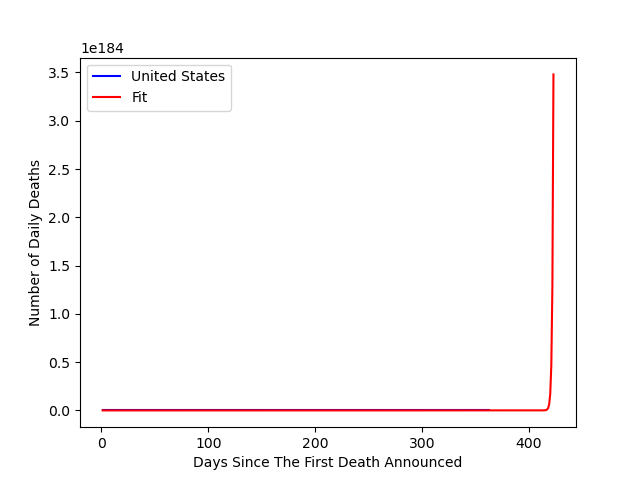 1e184
United States
Fit
3.5
3.0
2.5
2.0
1.5
1.0
0.5
0.0
Number of Daily Deaths
0 100 200 300 400
Days Since The First Death Announced